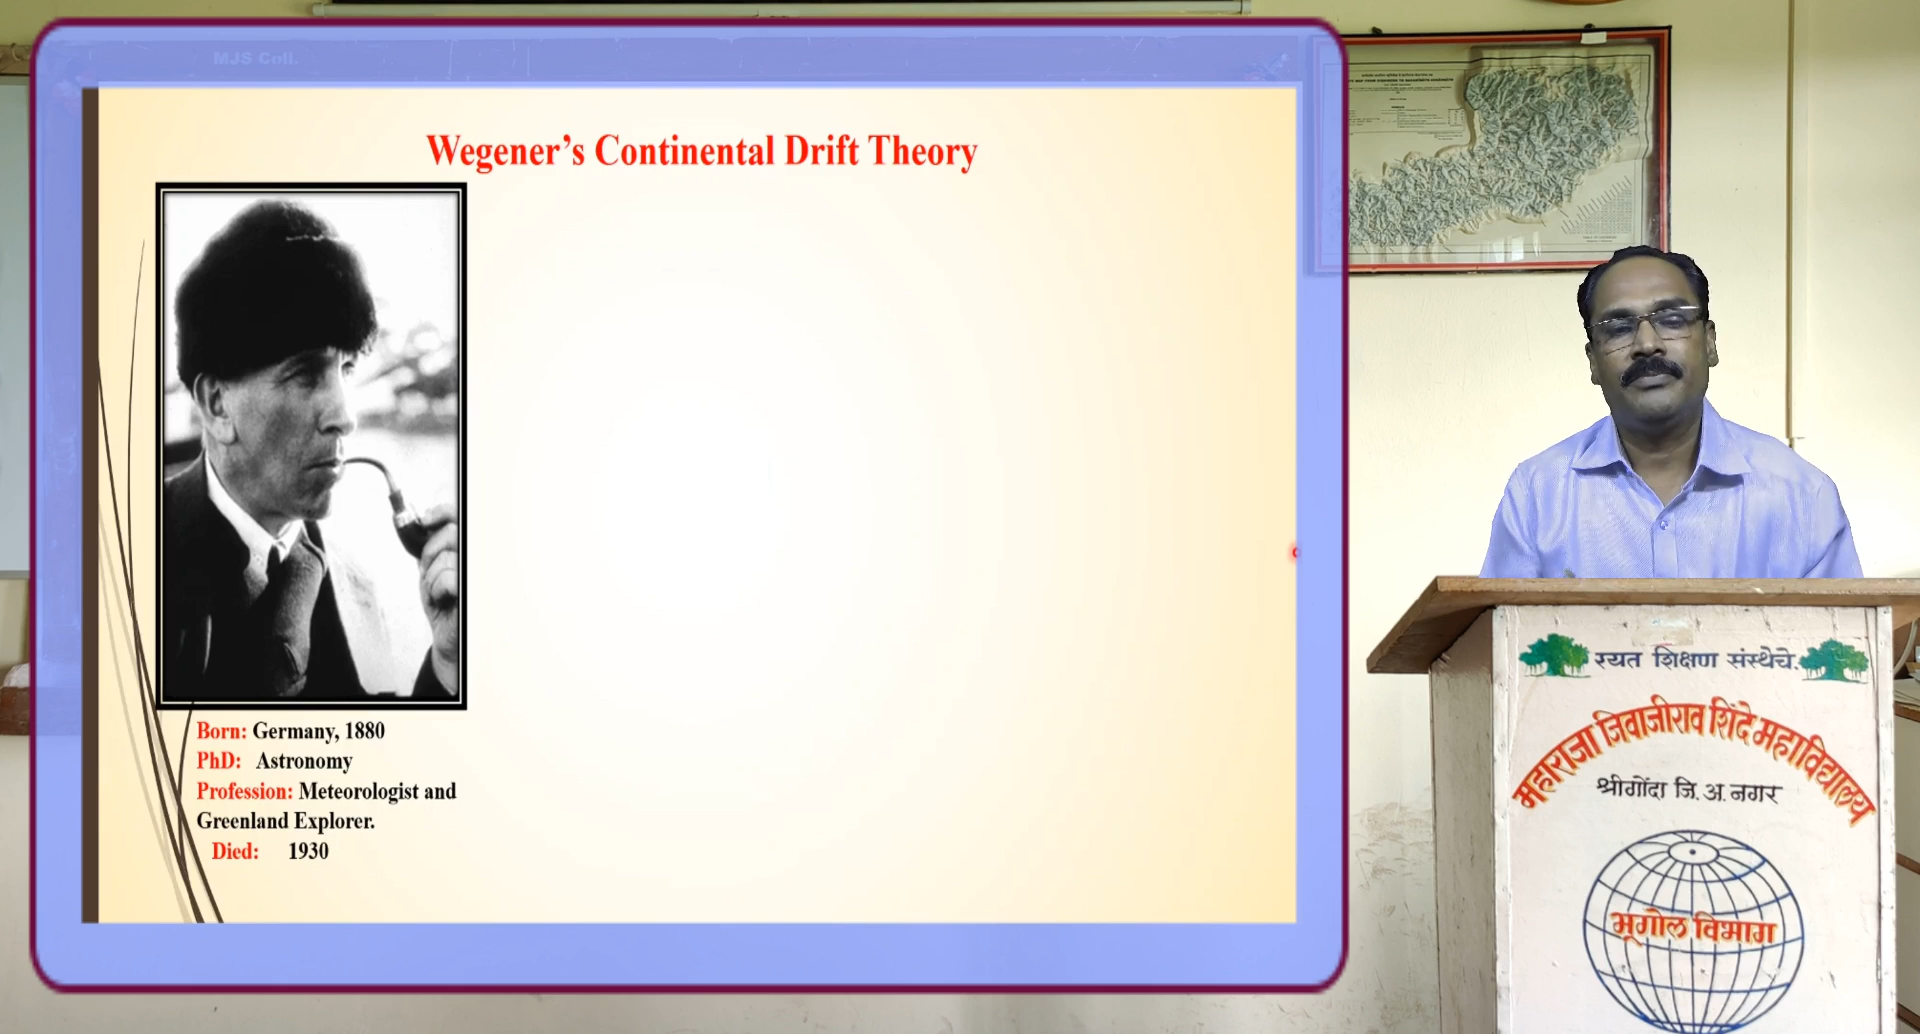 MJS Coll.
Wegener's Continental Drift Theory
Born: Germany, 1880
PhD: Astronomy
Profession: Meteorologist and
Greenland Explorer.
Died: 1930
रयत शिक्षण संस्थेचे.
महाराजा जिवाजीराव शिंदे महाविद्यालय
श्रीगोंदा जि. अ. नगर
भूगोल विभाग